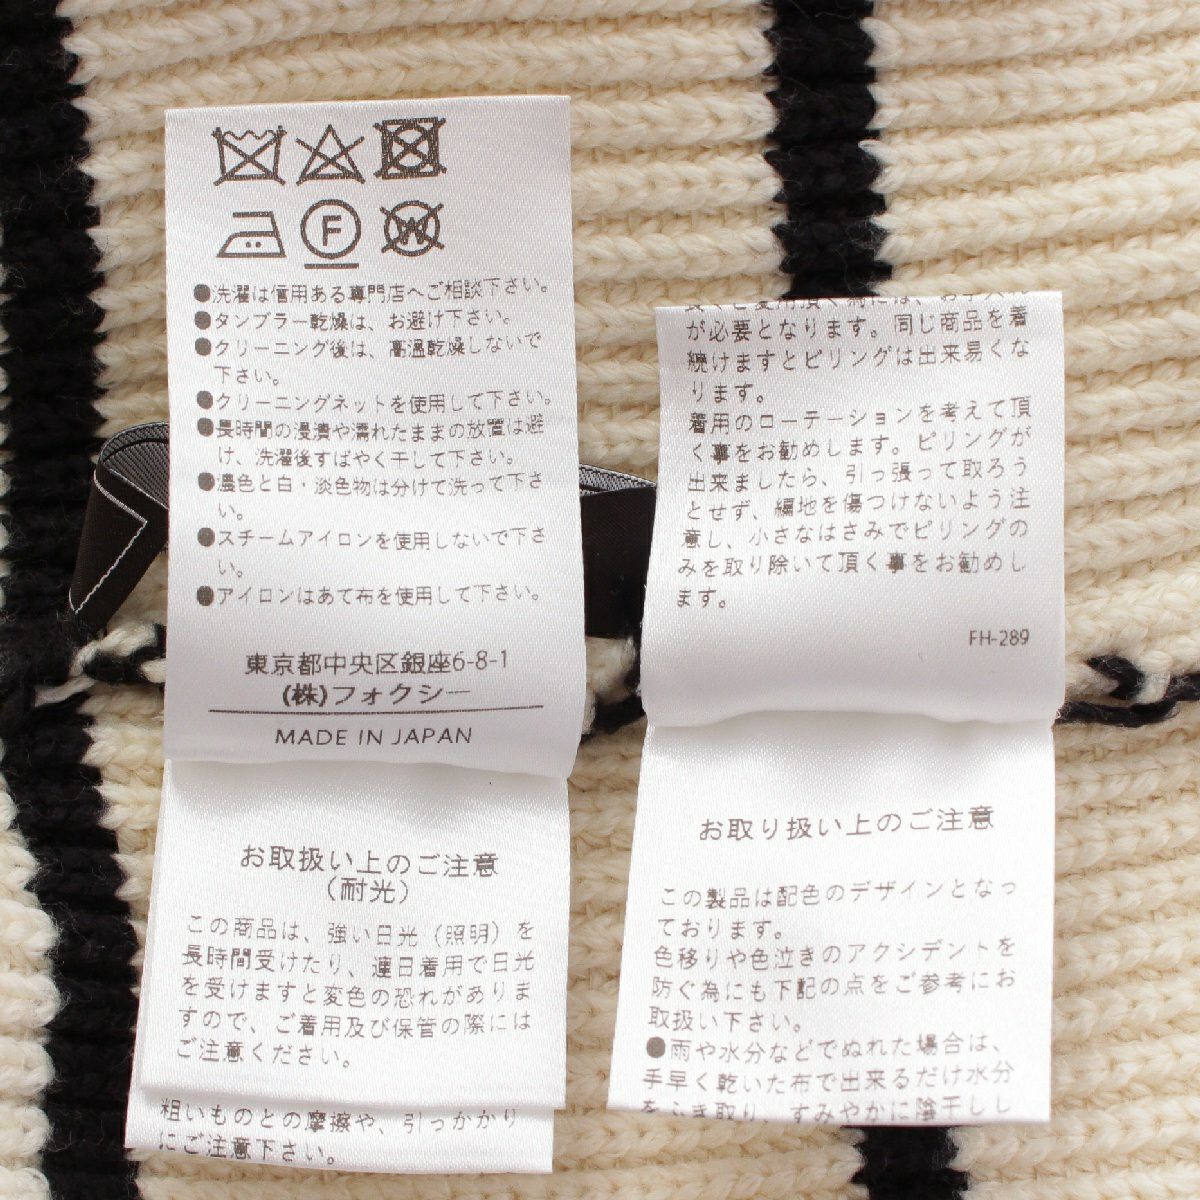 F
W
●洗濯は信用ある専門店へご相談下さい。
●タンブラー乾燥は、お避け下さい。
●クリーニング後は、高温乾燥しないで
下さい。
●クリーニングネットを使用して下さい。
●長時間の浸漬や濡れたままの放置は避
け、洗濯後すばやく干して下さい。
●濃色と白・淡色物は分けて洗って下さ
い。
●スチームアイロンを使用しないで下さ
い。
●アイロンはあて布を使用して下さい。
東京都中央区銀座6-8-1
(株)フォクシー
MADE IN JAPAN
お取扱い上のご注意
(耐光)
この商品は、強い日光(照明)を
長時間受けたり、連日着用で日光
を受けますと変色の恐れがありま
すので、ご着用及び保管の際には
ご注意ください。
粗いものとの摩擦や、引っかかり
にご注意下さい。
が必要となります。同じ商品を着
続けますとピリングは出来易くな
ります。
着用のローテーションを考えて頂
く事をお勧めします。ピリングが
出来ましたら、引っ張って取ろう
とせず、編地を傷つけないよう注
意し、小さなはさみでピリングの
みを取り除いて頂く事をお勧めし
ます。
FH-289
お取り扱い上のご注意
この製品は配色のデザインとなっ
ております。
色移りや色泣きのアクシデントを
防ぐ為にも下記の点をご参考にお
取扱い下さい。
●雨や水分などでぬれた場合は、
手早く乾いた布で出来るだけ水分
をふき取り、すみやかに陰干しし